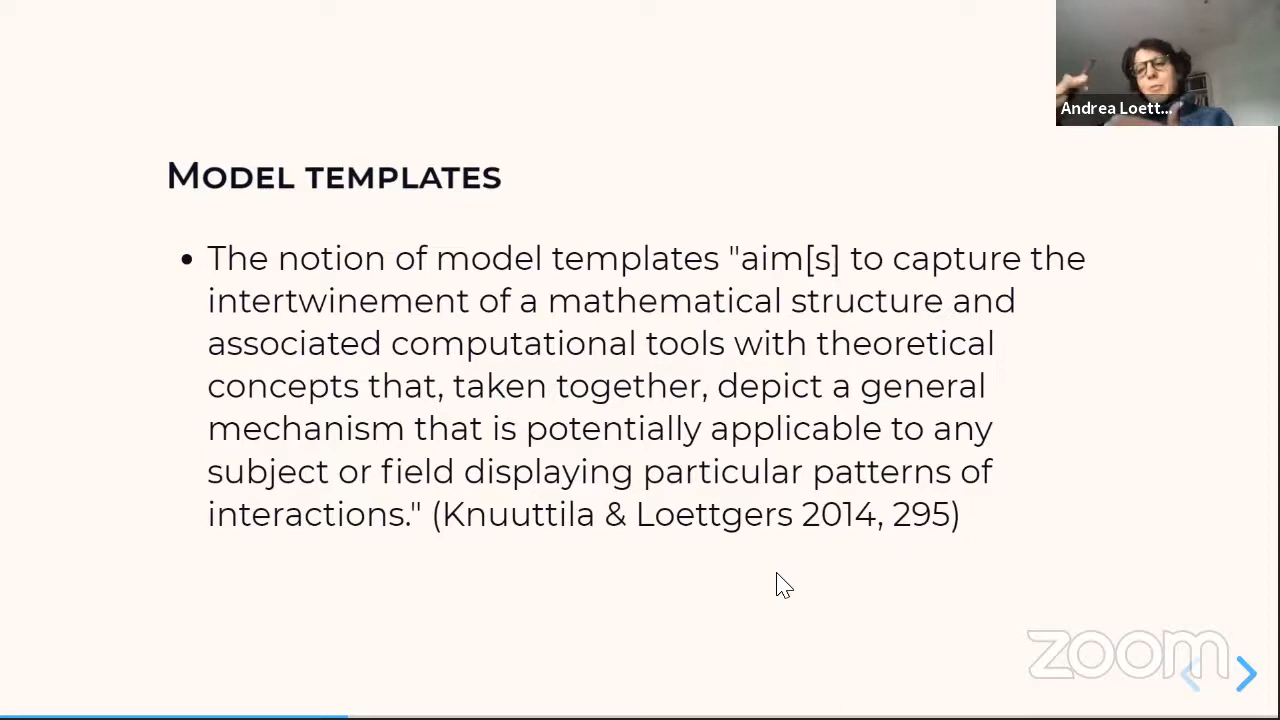 Andrea Loett...
MODEL TEMPLATES
• The notion of model templates "aim[s] to capture the
intertwinement of a mathematical structure and
associated computational tools with theoretical
concepts that, taken together, depict a general
mechanism that is potentially applicable to any
subject or field displaying particular patterns of
interactions." (Knuuttila & Loettgers 2014, 295)
zoom